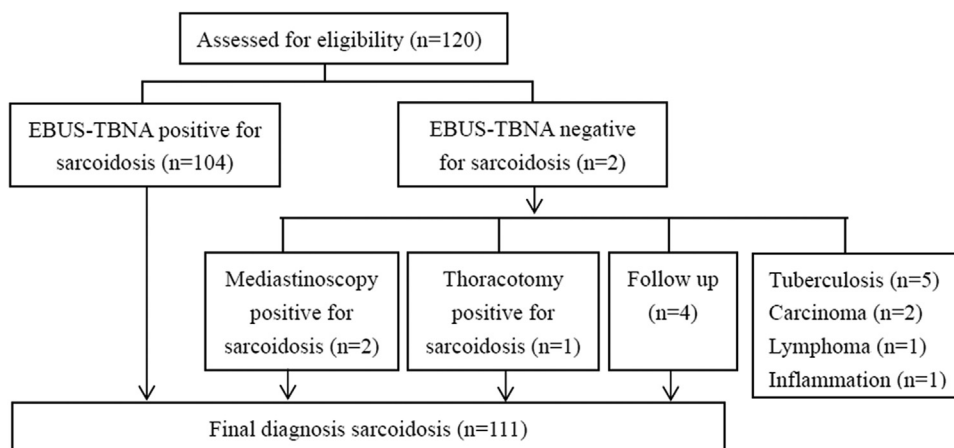 Assessed for eligibility (n=120)
EBUS-TBNA positive for
sarcoidosis (n=104)
EBUS-TBNA negative
for sarcoidosis (n=2)
Mediastinoscopy
positive for
sarcoidosis (n=2)
Thoracotomy
positive for
sarcoidosis (n=1)
Follow up
(n=4)
Tuberculosis (n=5)
Carcinoma (n=2)
Lymphoma (n=1)
Inflammation (n=1)
Final diagnosis sarcoidosis (n=111)